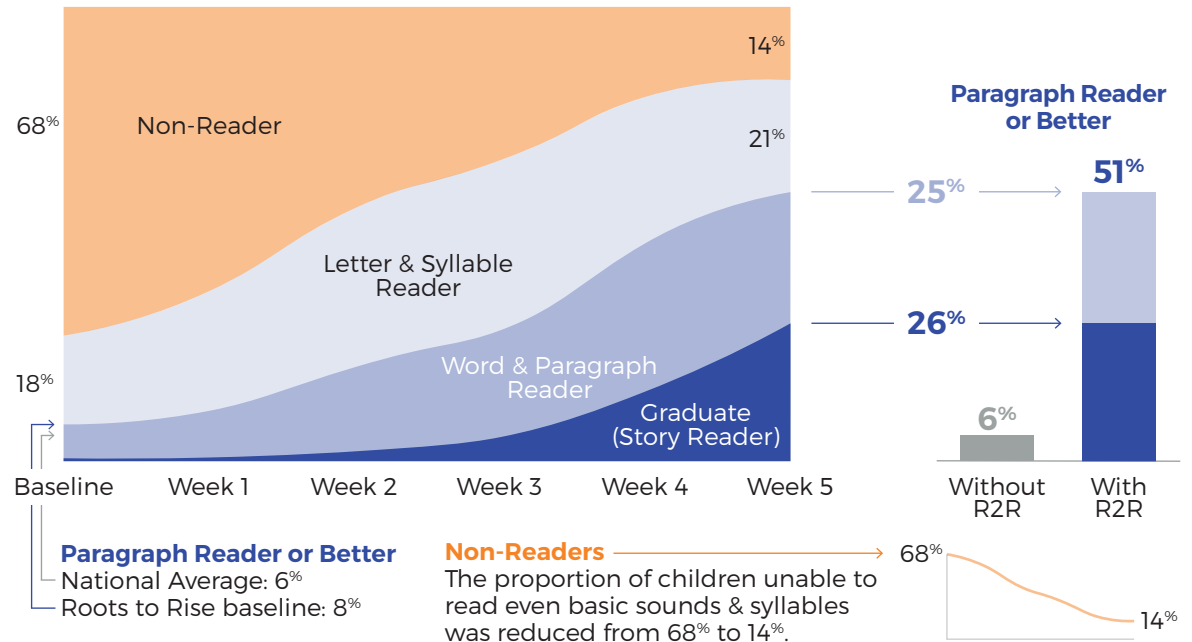 14%
68%
Non-Reader
21%
Letter & Syllable
Reader
18%
Word & Paragraph
Reader
Graduate
(Story Reader)
Baseline
Week 1
Week 2
Week 3
Week 4
Week 5
Paragraph Reader
or Better
51%
25%
26%
6%
Without
R2R
With
R2R
Paragraph Reader or Better
National Average: 6%
Roots to Rise baseline: 8%
Non-Readers
The proportion of children unable to
read even basic sounds & syllables
was reduced from 68% to 14%.
68%
14%